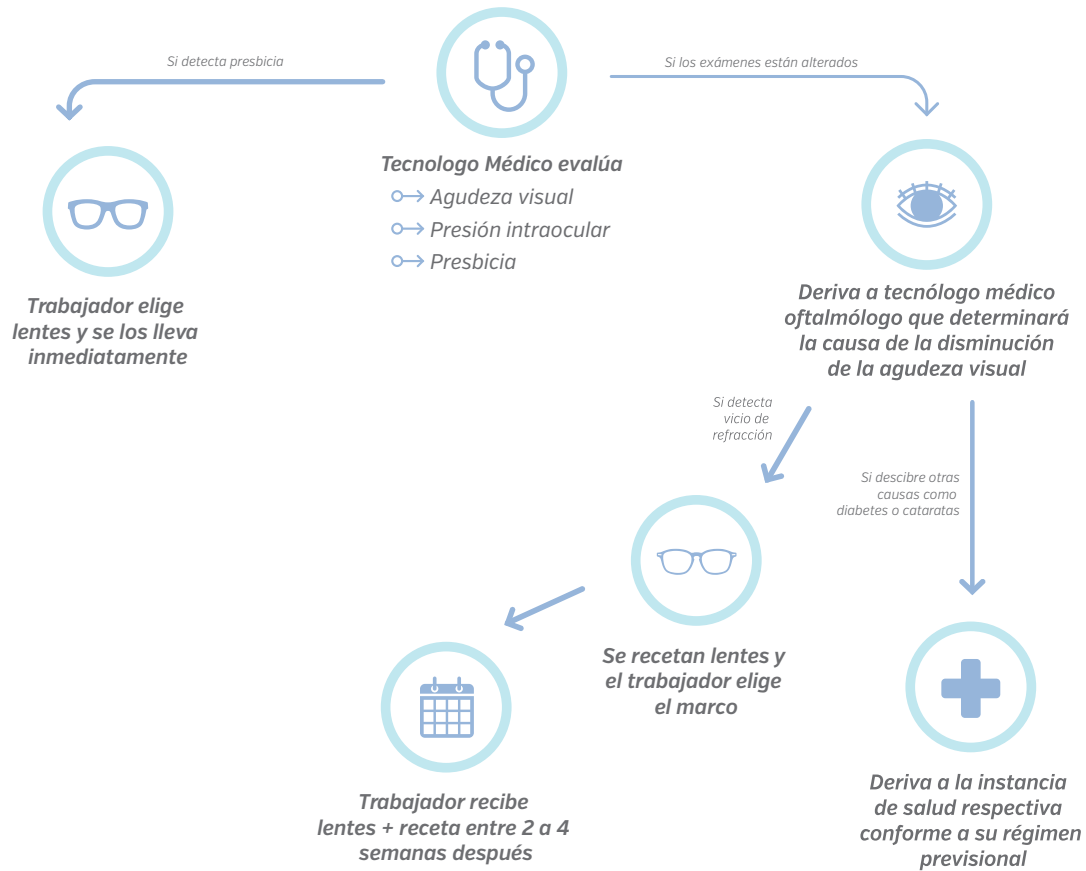 Si detecta presbicia
Si los exámenes están alterados
Tecnologo Médico evalúa
Agudeza visual
Presión intraocular
Presbicia
Trabajador elige
lentes y se los lleva
inmediatamente
Deriva a tecnólogo médico
oftalmólogo que determinará
la causa de la disminución
de la agudeza visual
Si detecta
vicio de
refracción
Si descibre otras
causas como
diabetes o cataratas
Se recetan lentes y
el trabajador elige
el marco
Trabajador recibe
lentes + receta entre 2 a 4
semanas después
Deriva a la instancia
de salud respectiva
conforme a su régimen
previsional